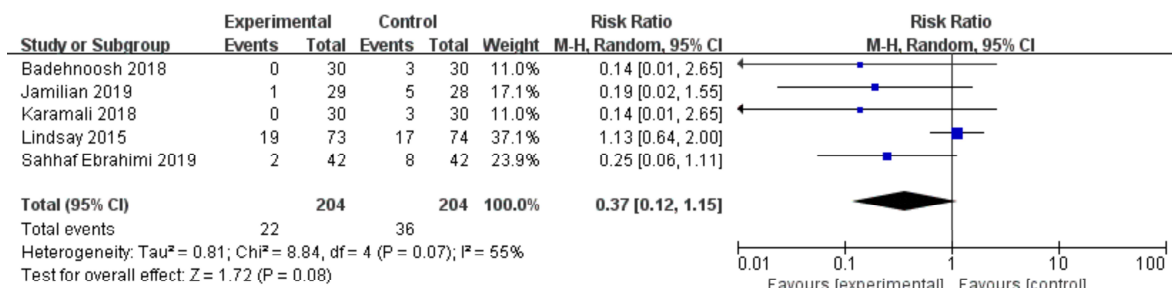 Experimental Control Risk Ratio Risk Ratio
Study or Subgroup Events Total Events Total Weight M-H, Random, 95% CI M-H, Random, 95% CI
Badehnoosh 2018 0 30 3 30 11.0% 0.14 [0.01, 2.65]
Jamilian 2019 1 29 5 28 17.1% 0.19 [0.02, 1.55]
Karamali 2018 0 30 3 30 11.0% 0.14 [0.01, 2.65]
Lindsay 2015 19 73 17 74 37.1% 1.13 [0.64, 2.00]
Sahhaf Ebrahimi 2019 2 42 8 42 23.9% 0.25 [0.06, 1.11]
Total (95% CI) 204 204 100.0% 0.37 [0.12, 1.15]
Total events 22 36
Heterogeneity: Tau² = 0.81; Chi² = 8.84, df = 4 (P = 0.07); I² = 55%
Test for overall effect: Z = 1.72 (P = 0.08)
0.01 0.1 1 10 100
Favours [experimental] Favours [control]